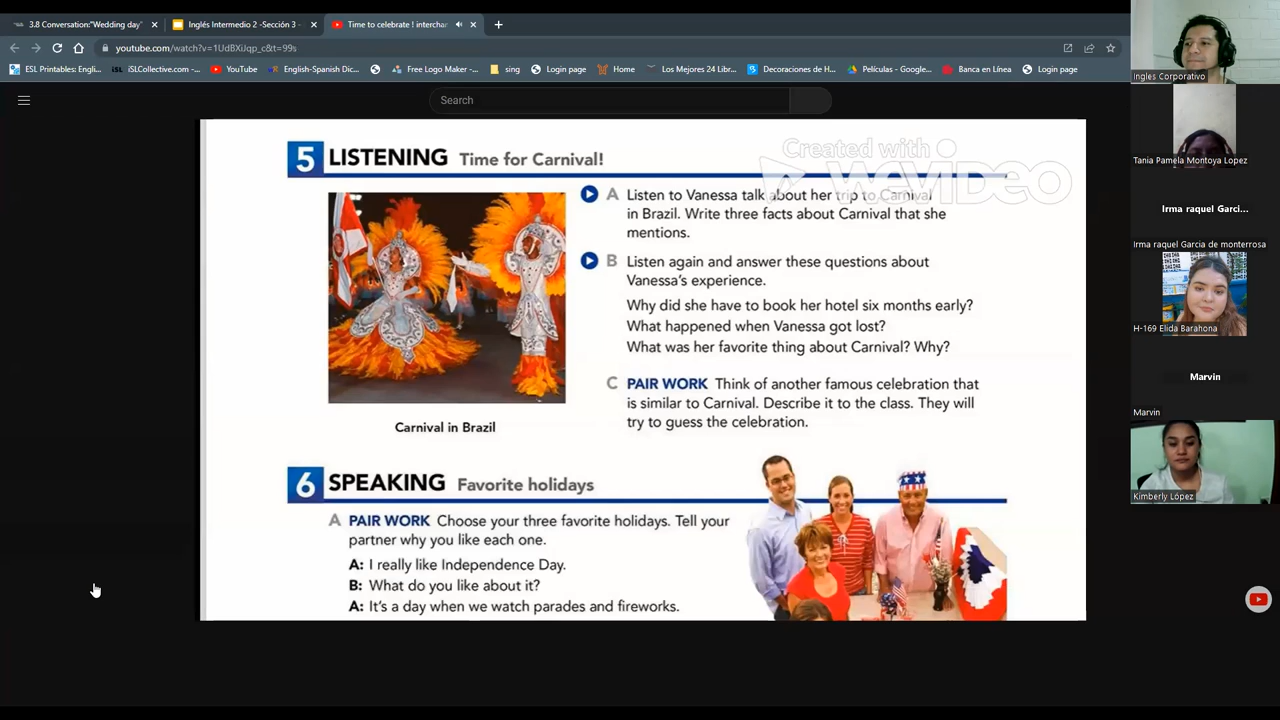 3.8 Conversation:"Wedding day"
Inglés Intermedio 2 -Sección 3 -
Time to celebrate ! interchan
youtube.com/watch?v=1UdBXiJqp_c&t=99s
ESL Printables: Engli...
iSL iSLCollective.com -...
YouTube
English-Spanish Dic...
Free Logo Maker -...
sing
Login page
Home
Los Mejores 24 Libr...
Decoraciones de H...
Películas - Google...
Banca en Línea
Login page
Search
5 LISTENING Time for Carnival!
Created with
WEVIDEO
A Listen to Vanessa talk about her trip to Carnival
in Brazil. Write three facts about Carnival that she
mentions.
B Listen again and answer these questions about
Vanessa's experience.
Why did she have to book her hotel six months early?
What happened when Vanessa got lost?
What was her favorite thing about Carnival? Why?
C PAIR WORK Think of another famous celebration that
is similar to Carnival. Describe it to the class. They will
try to guess the celebration.
Carnival in Brazil
6 SPEAKING Favorite holidays
A PAIR WORK Choose your three favorite holidays. Tell your
partner why you like each one.
A: I really like Independence Day.
B: What do you like about it?
A: It's a day when we watch parades and fireworks.
Ingles Corporativo
Tania Pamela Montoya Lopez
Irma raquel Garci...
Irma raquel Garcia de monterrosa
H-169 Elida Barahona
Marvin
Marvin
Kimberly López